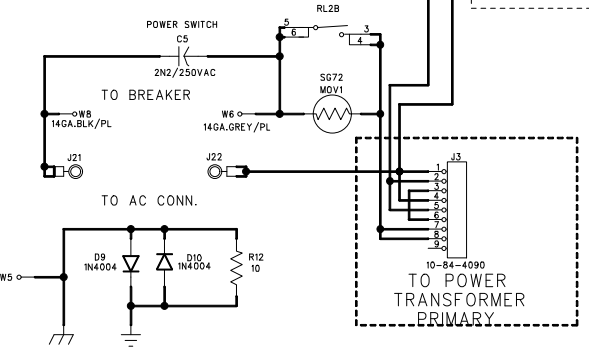 RL2B
POWER SWITCH
5
3
6
4
C5
2N2/250VAC
SG72
MOV1
TO BREAKER
W8
W6
14GA.BLK/PL
14GA.GREY/PL
J21
J22
J3
1
2
3
4
5
6
7
8
9
TO AC CONN.
D9
1N4004
D10
1N4004
R12
10
W5
10-84-4090
TO POWER
TRANSFORMER
PRIMARY